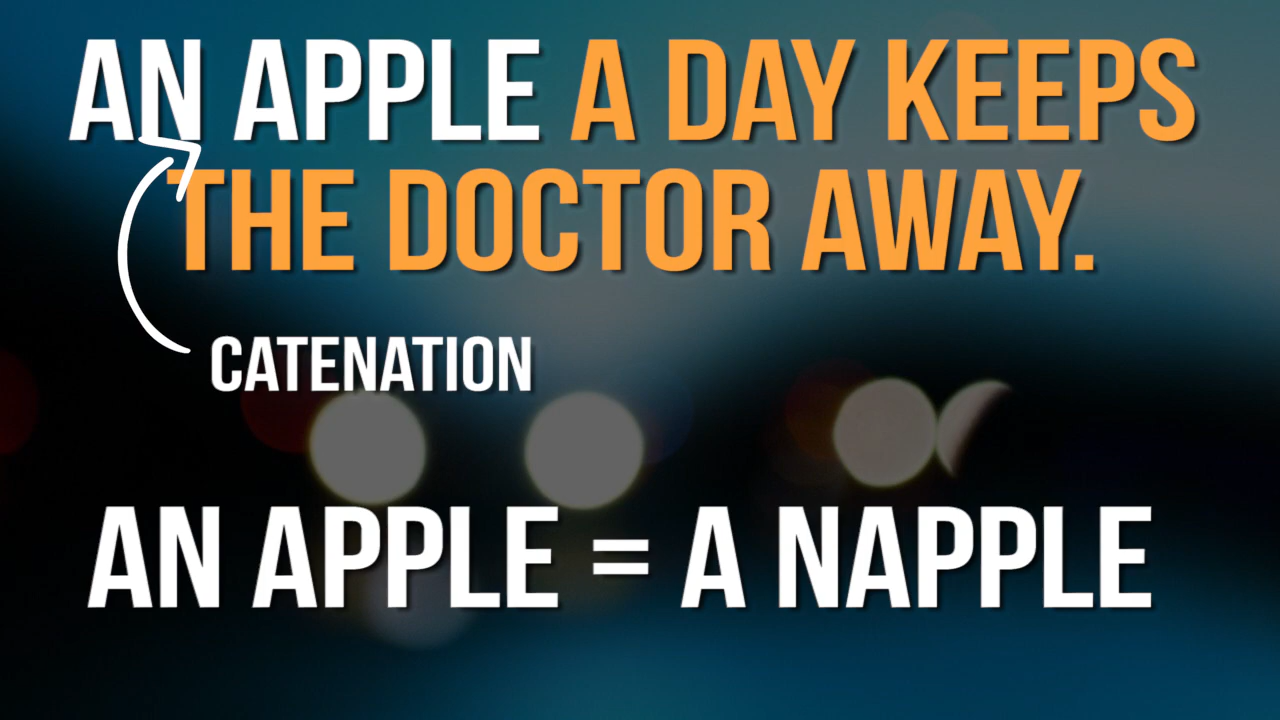 AN APPLE A DAY KEEPS
THE DOCTOR AWAY.
CATENATION
AN APPLE = A NAPPLE